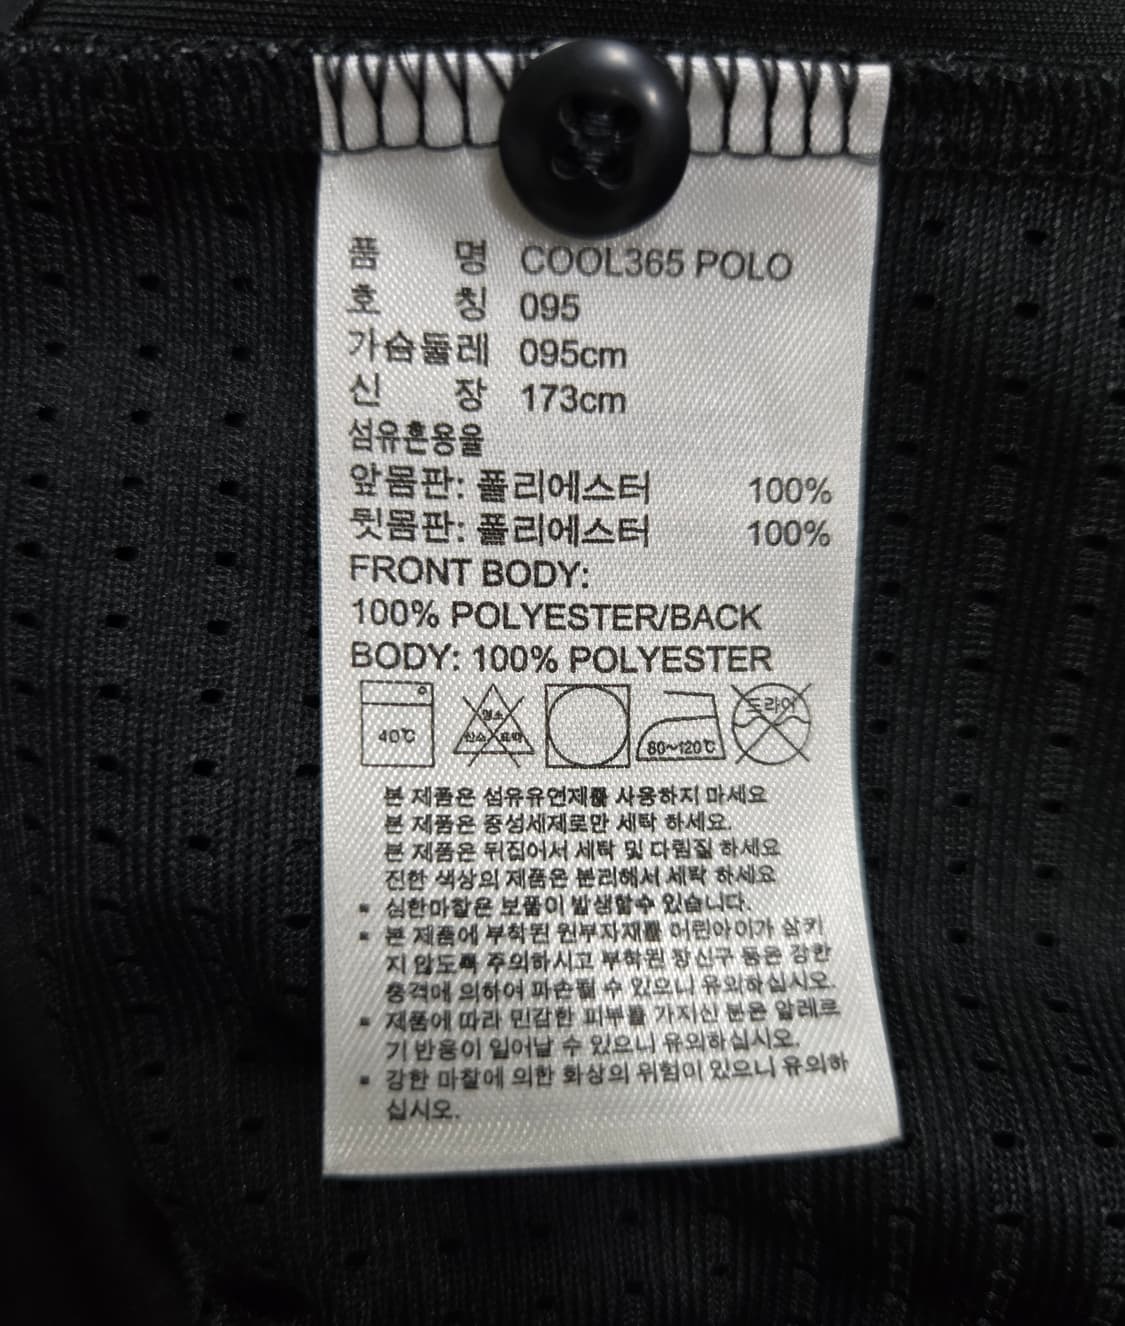 품 명 COOL365 POLO
호 칭 095
가슴둘레 095cm
신 장 173cm
섬유혼용율
앞몸판: 폴리에스터 100%
뒷몸판: 폴리에스터 100%
FRONT BODY:
100% POLYESTER/BACK
BODY: 100% POLYESTER
40℃ 염소 산소 표백 80~120℃ 드라이
본 제품은 섬유유연제를 사용하지 마세요
본 제품은 중성세제로만 세탁 하세요.
본 제품은 뒤집어서 세탁 및 다림질 하세요
진한 색상의 제품은 분리해서 세탁 하세요
▪ 심한마찰은 보풀이 발생할수 있습니다.
▪ 본 제품에 부착된 원부자재를 어린아이가 삼키
지 않도록 주의하시고 부착된 장신구 등은 강한
충격에 의하여 파손될 수 있으니 유의하십시오.
▪ 제품에 따라 민감한 피부를 가지신 분은 알레르
기 반응이 일어날 수 있으니 유의하십시오.
▪ 강한 마찰에 의한 화상의 위험이 있으니 유의하
십시오.